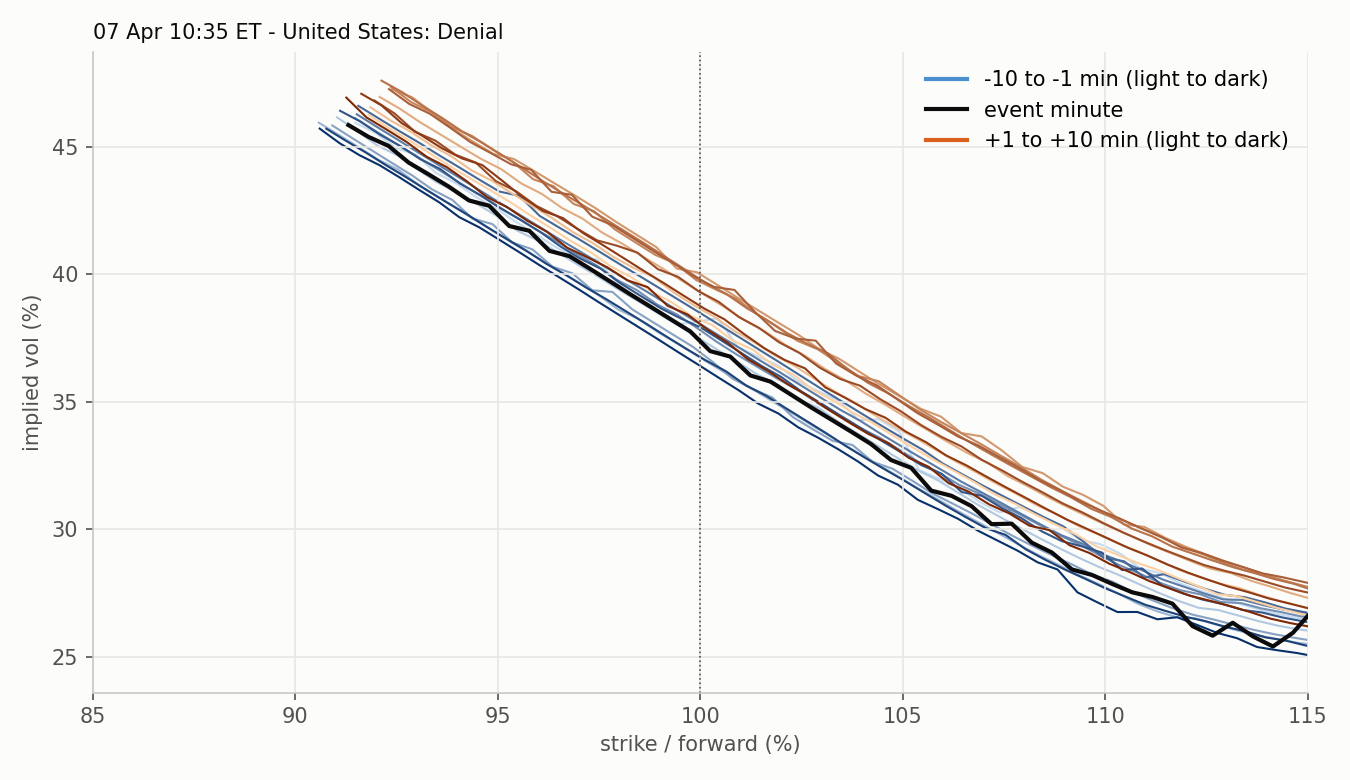 07 Apr 10:35 ET - United States: Denial
-10 to -1 min (light to dark)
event minute
+1 to +10 min (light to dark)
implied vol (%)
45
40
35
30
25
85
90
95
100
105
110
115
strike / forward (%)